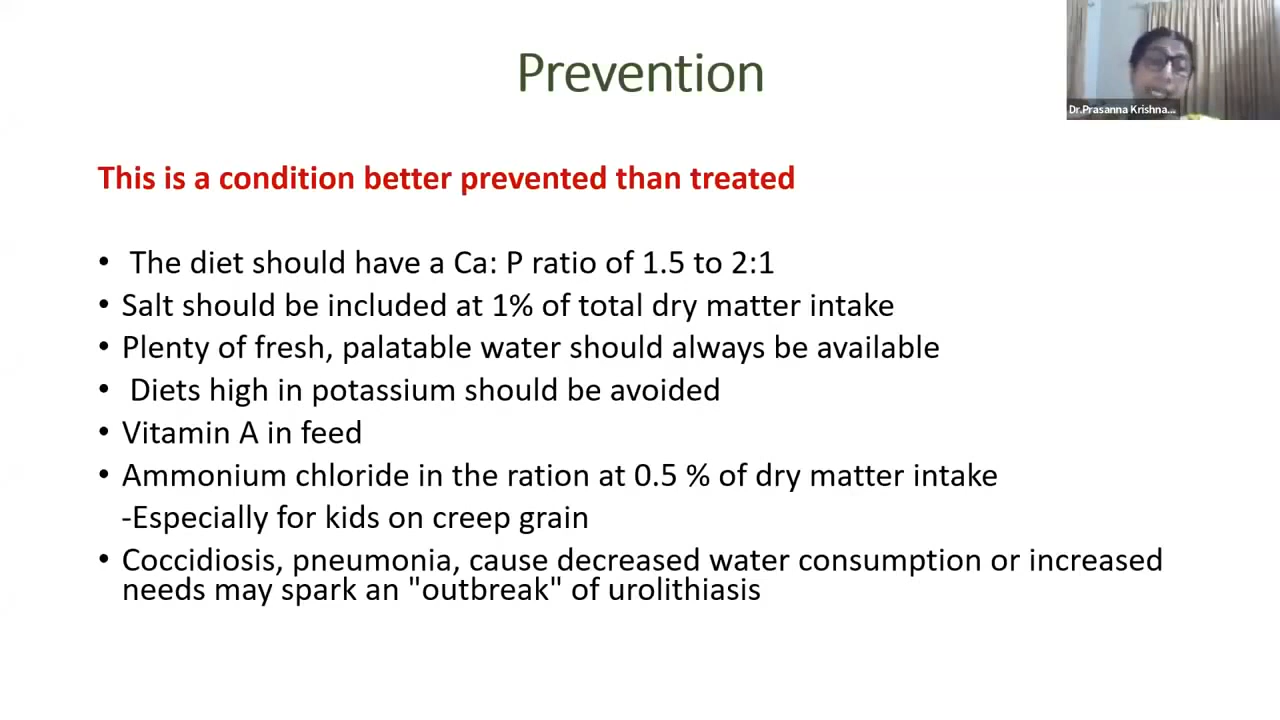 Prevention
Dr.Prasanna Krishna...
This is a condition better prevented than treated
• The diet should have a Ca: P ratio of 1.5 to 2:1
• Salt should be included at 1% of total dry matter intake
• Plenty of fresh, palatable water should always be available
• Diets high in potassium should be avoided
• Vitamin A in feed
• Ammonium chloride in the ration at 0.5 % of dry matter intake
-Especially for kids on creep grain
• Coccidiosis, pneumonia, cause decreased water consumption or increased
needs may spark an "outbreak" of urolithiasis